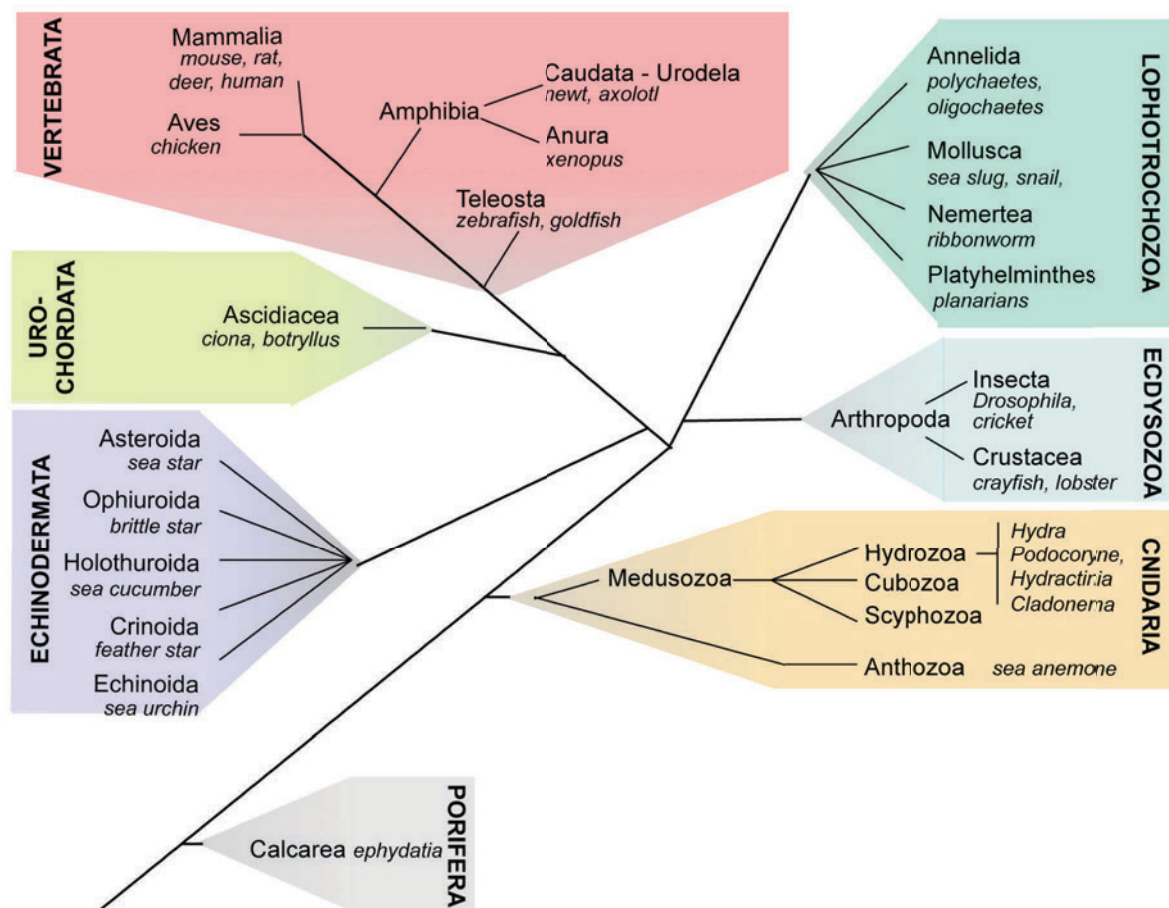 VERTEBRATA
Mammalia
mouse, rat,
deer, human
Aves
chicken
Amphibia
Caudata - Urodela
newt, axolotl
Anura
xenopus
Teleosta
zebrafish, goldfish
URO-
CHORDATA
Ascidiacea
ciona, botryllus
ECHINODERMATA
Asteroida
sea star
Ophiuroida
brittle star
Holothuroida
sea cucumber
Crinoida
feather star
Echinoida
sea urchin
LOPHOTROCHOZOA
Annelida
polychaetes,
oligochaetes
Mollusca
sea slug, snail,
Nemertea
ribbonworm
Platyhelminthes
planarians
ECDYSOZOA
Arthropoda
Insecta
Drosophila,
cricket
Crustacea
crayfish, lobster
CNIDARIA
Medusozoa
Hydrozoa
Hydra
Podocoryne,
Hydractinia
Cladonema
Cubozoa
Scyphozoa
Anthozoa sea anemone
PORIFERA
Calcarea ephydatia